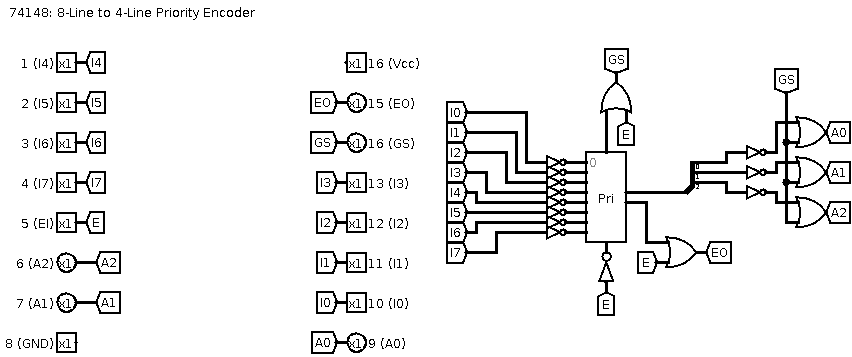 74148: 8-Line to 4-Line Priority Encoder
1 (I4) x1 I4
2 (I5) x1 I5
3 (I6) x1 I6
4 (I7) x1 I7
5 (EI) x1 E
6 (A2) x1 A2
7 (A1) x1 A1
8 (GND) x1
x1 16 (Vcc)
EO x1 15 (EO)
GS x1 16 (GS)
I3 x1 13 (I3)
I2 x1 12 (I2)
I1 x1 11 (I1)
I0 x1 10 (I0)
A0 x1 9 (A0)
I0
I1
I2
I3
I4
I5
I6
I7
GS
E
0
Pri
E
0
1
2
E
EO
GS
A0
A1
A2